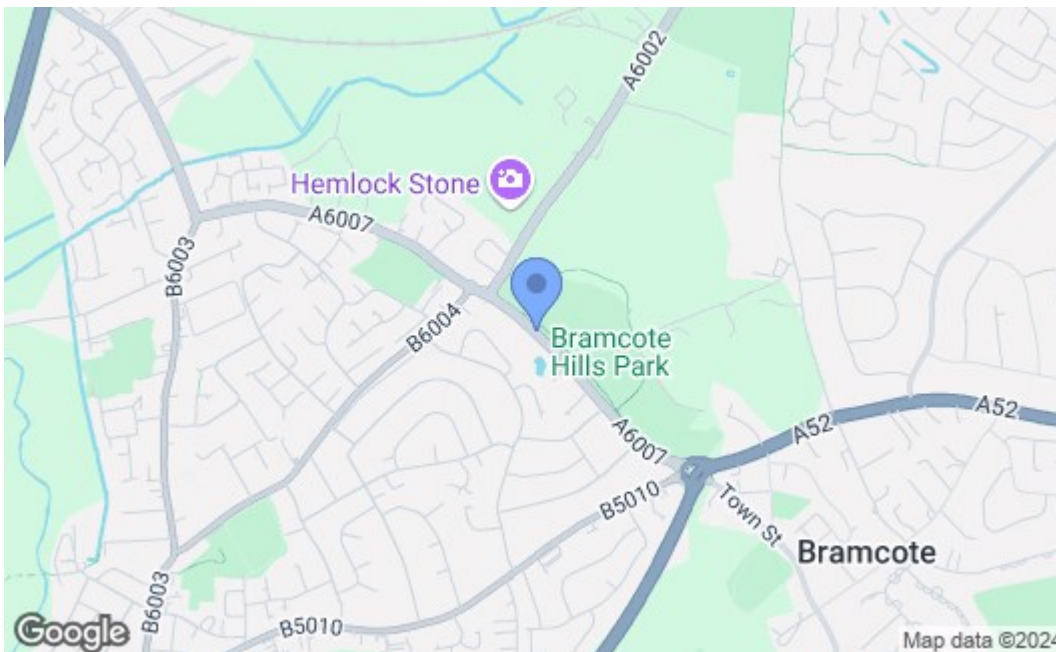 A6002
Hemlock Stone
A6007
B6003
B6004
Bramcote
Hills Park
A52
A52
A6007
B5010
Town St
Bramcote
B6003
B5010
Google
Map data ©2024